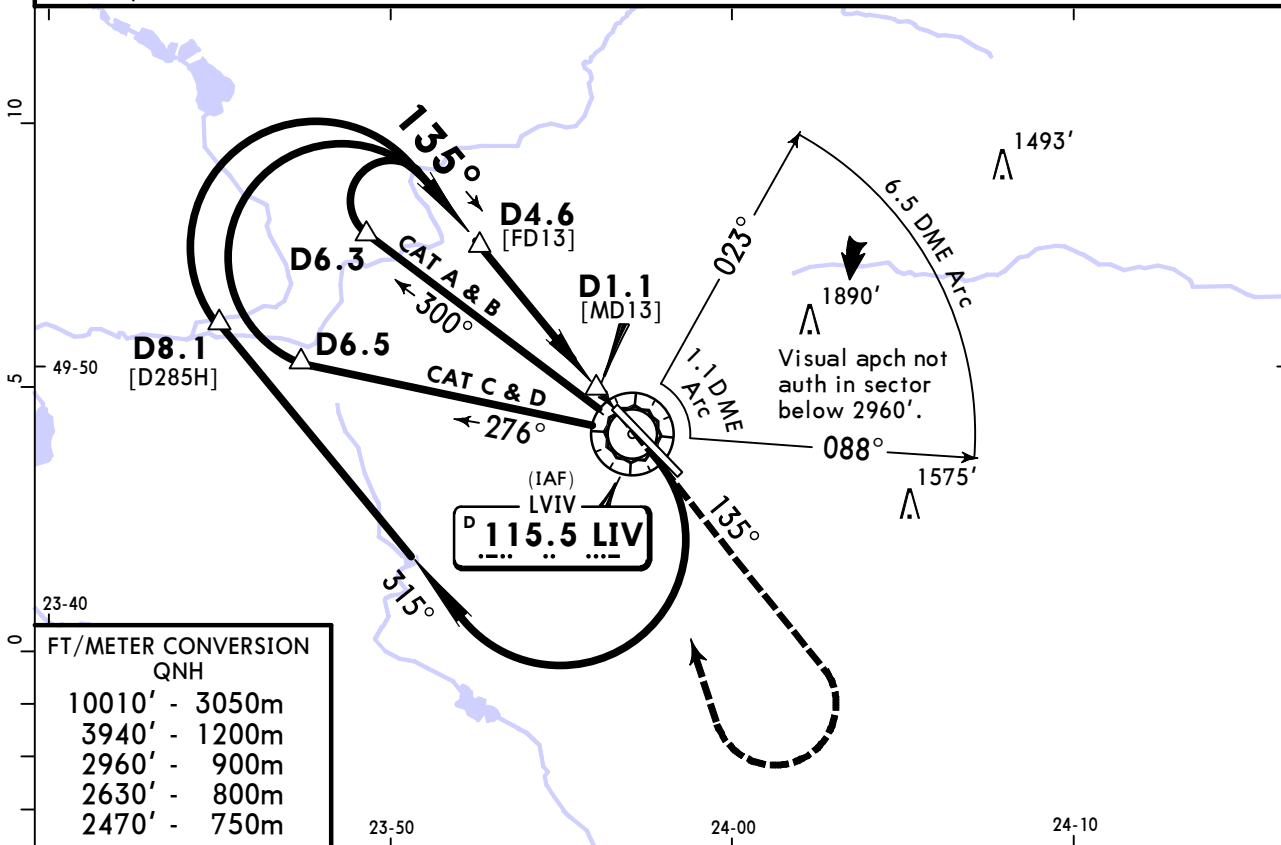 10
135°
1493'
6.5 DME Arc
023°
D4.6
[FD13]
D6.3
CAT A & B
300°
D1.1
[MD13]
1890'
D8.1
[D285H]
D6.5
5
49-50
CAT C & D
276°
1.1 DME
Arc
Visual apch not
auth in sector
below 2960'.
088°
1575'
(IAF)
LVIV
D 115.5 LIV
135°
315°
23-40
0
FT/METER CONVERSION
QNH
10010' - 3050m
3940' - 1200m
2960' - 900m
2630' - 800m
2470' - 750m
23-50
24-00
24-10